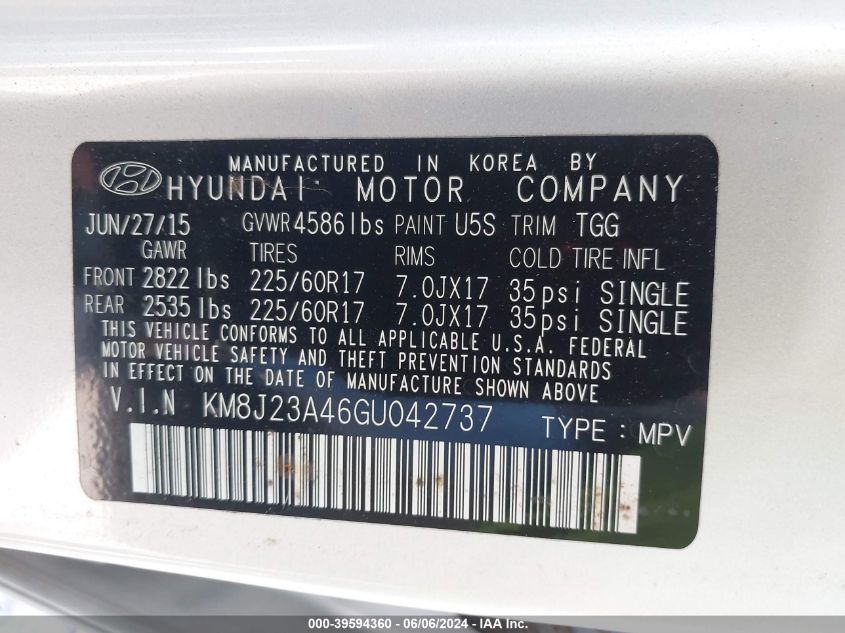 MANUFACTURED IN KOREA BY
HYUNDAI MOTOR COMPANY
JUN/27/15 GVWR 4586lbs PAINT U5S TRIM TGG
GAWR TIRES RIMS COLD TIRE INFL
FRONT 2822 lbs 225/60R17 7.0JX17 35psi SINGLE
REAR 2535 lbs 225/60R17 7.0JX17 35psi SINGLE
THIS VEHICLE CONFORMS TO ALL APPLICABLE U.S.A. FEDERAL
MOTOR VEHICLE SAFETY AND THEFT PREVENTION STANDARDS
IN EFFECT ON THE DATE OF MANUFACTURE SHOWN ABOVE
V.I.N KM8J23A46GU042737 TYPE : MPV
000-39594360 - 06/06/2024 - IAA Inc.